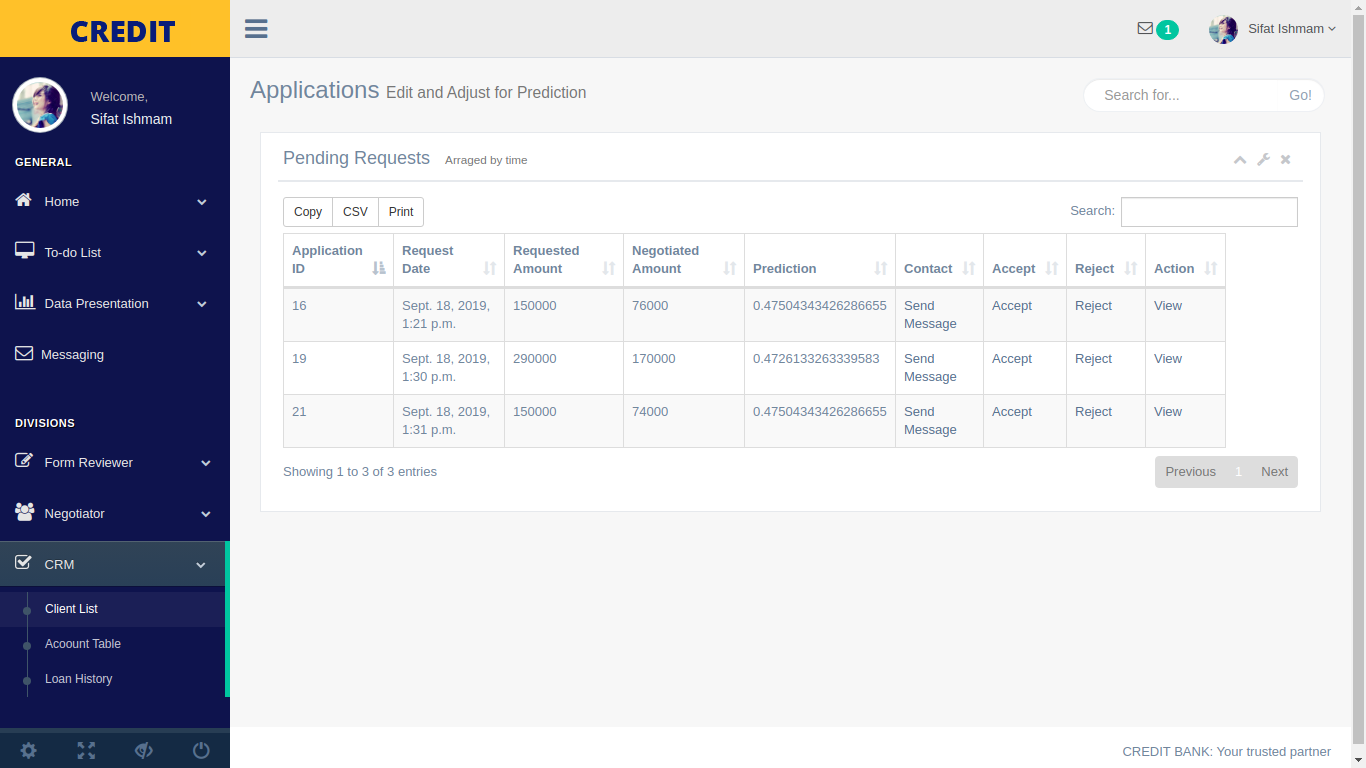 CREDIT
1
Sifat Ishmam
Welcome,
Sifat Ishmam
GENERAL
Home
To-do List
Data Presentation
Messaging
DIVISIONS
Form Reviewer
Negotiator
CRM
Client List
Acoount Table
Loan History
Applications Edit and Adjust for Prediction
Search for... Go!
Pending Requests Arraged by time
Copy CSV Print
Search:
Application ID Request Date Requested Amount Negotiated Amount Prediction Contact Accept Reject Action
16 Sept. 18, 2019, 1:21 p.m. 150000 76000 0.47504343426286655 Send Message Accept Reject View
19 Sept. 18, 2019, 1:30 p.m. 290000 170000 0.4726133263339583 Send Message Accept Reject View
21 Sept. 18, 2019, 1:31 p.m. 150000 74000 0.47504343426286655 Send Message Accept Reject View
Showing 1 to 3 of 3 entries
Previous 1 Next
CREDIT BANK: Your trusted partner